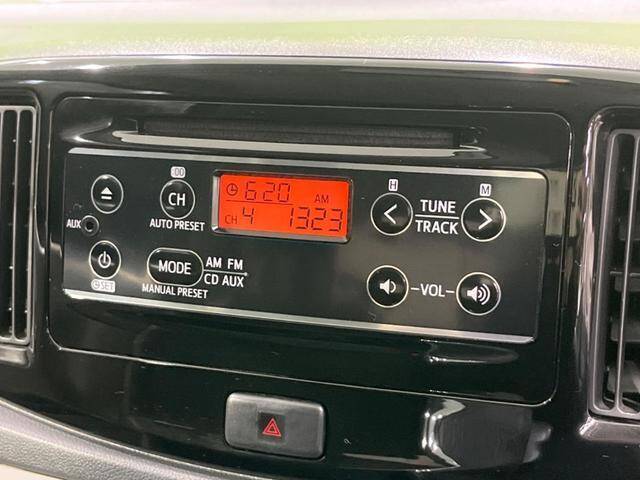 :00
CH
AUTO PRESET
6:20 AM
CH 4 1323
H
M
TUNE
TRACK
AUX
MODE
AM FM
CD AUX
MANUAL PRESET
SET
VOL